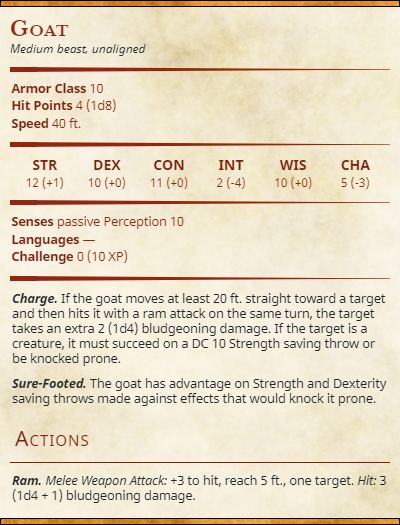 Goat
Medium beast, unaligned
Armor Class 10
Hit Points 4 (1d8)
Speed 40 ft.
STR DEX CON INT WIS CHA
12 (+1) 10 (+0) 11 (+0) 2 (-4) 10 (+0) 5 (-3)
Senses passive Perception 10
Languages —
Challenge 0 (10 XP)
Charge. If the goat moves at least 20 ft. straight toward a target
and then hits it with a ram attack on the same turn, the target
takes an extra 2 (1d4) bludgeoning damage. If the target is a
creature, it must succeed on a DC 10 Strength saving throw or
be knocked prone.
Sure-Footed. The goat has advantage on Strength and Dexterity
saving throws made against effects that would knock it prone.
Actions
Ram. Melee Weapon Attack: +3 to hit, reach 5 ft., one target. Hit: 3
(1d4 + 1) bludgeoning damage.